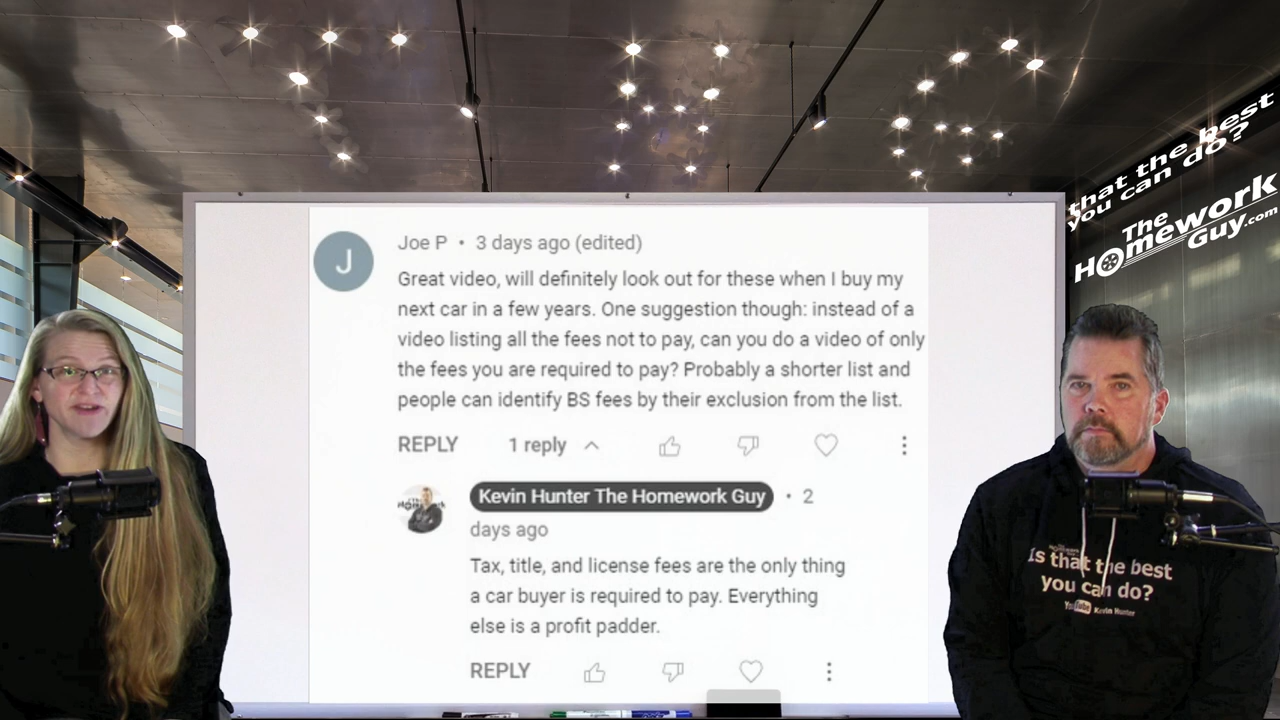 that the best
you can do?
The
Homework
Guy.com
J
Joe P • 3 days ago (edited)
Great video, will definitely look out for these when I buy my
next car in a few years. One suggestion though: instead of a
video listing all the fees not to pay, can you do a video of only
the fees you are required to pay? Probably a shorter list and
people can identify BS fees by their exclusion from the list.
REPLY 1 reply
Kevin Hunter The Homework Guy • 2
days ago
Tax, title, and license fees are the only thing
a car buyer is required to pay. Everything
else is a profit padder.
REPLY
Is that the best
you can do?
YouTube Kevin Hunter